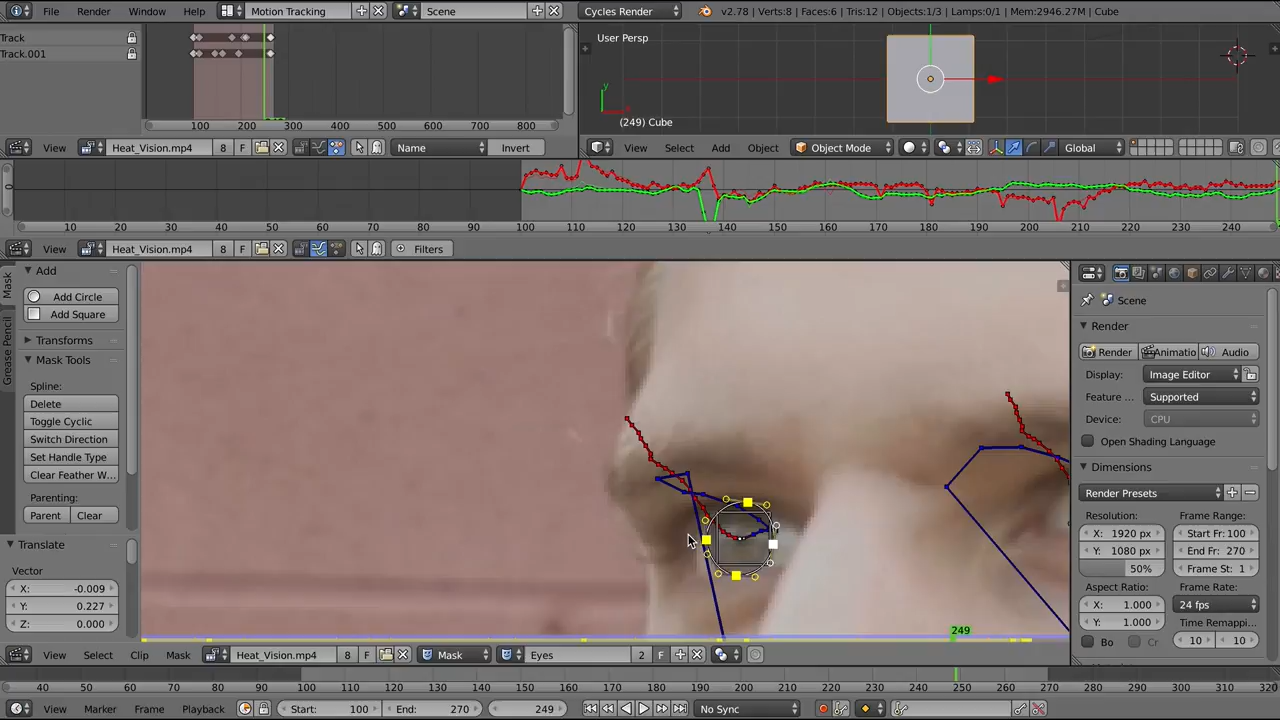 File Render Window Help Motion Tracking Scene Cycles Render v2.78 | Verts:8 | Faces:6 | Tris:12 | Objects:1/3 | Lamps:0/1 | Mem:2946.27M | Cube
Track
Track.001
100 200 300 400 500 600 700 800
User Persp
(249) Cube
View Heat_Vision.mp4 8 F Name Invert
View Select Add Object Object Mode Global
0
10 20 30 40 50 60 70 80 90 100 110 120 130 140 150 160 170 180 190 200 210 220 230 240
View Heat_Vision.mp4 8 F Filters
Mask
Grease Pencil
Add
Add Circle
Add Square
Transforms
Mask Tools
Spline:
Delete
Toggle Cyclic
Switch Direction
Set Handle Type
Clear Feather W...
Parenting:
Parent Clear
Translate
Vector
X: -0.009
Y: 0.227
Z: 0.000
249
Scene
Render
Render Animatio Audio
Display: Image Editor
Feature ... Supported
Device: CPU
Open Shading Language
Dimensions
Render Presets
Resolution: Frame Range:
X: 1920 px Start Fr: 100
Y: 1080 px End Fr: 270
50% Frame St: 1
Aspect Ratio: Frame Rate:
X: 1.000 24 fps
Y: 1.000 Time Remappi...
Bo Cr 10 10
View Select Clip Mask Heat_Vision.mp4 8 F Mask Eyes 2 F
40 50 60 70 80 90 100 110 120 130 140 150 160 170 180 190 200 210 220 230 240 250 260 270
View Marker Frame Playback Start: 100 End: 270 249 No Sync